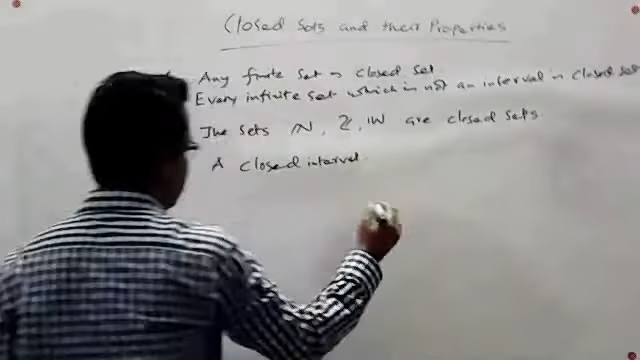 Closed Sets and their Properties
Any finite set is closed set.
Every infinite set which is not an interval is closed set
The sets ℕ, ℤ, 𝕎 are closed sets.
A closed interval